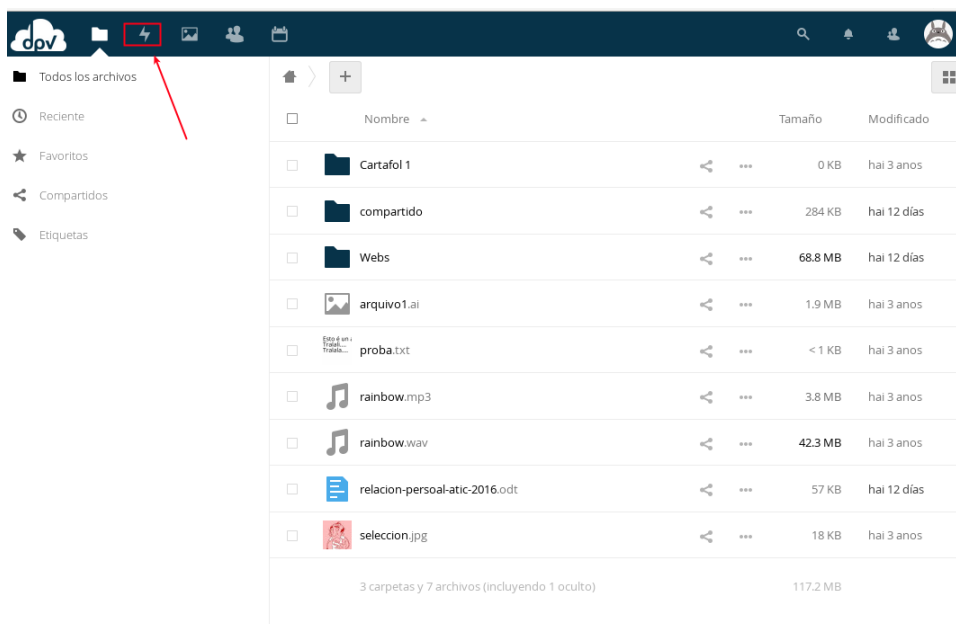 dpv
Todos los archivos
Reciente
Favoritos
Compartidos
Etiquetas
Nombre Tamaño Modificado
Cartafol 1 0 KB hai 3 anos
compartido 284 KB hai 12 días
Webs 68.8 MB hai 12 días
arquivo1.ai 1.9 MB hai 3 anos
Esto é un
Tralalí....
Tralala....
proba.txt < 1 KB hai 3 anos
rainbow.mp3 3.8 MB hai 3 anos
rainbow.wav 42.3 MB hai 3 anos
relacion-persoal-atic-2016.odt 57 KB hai 12 días
seleccion.jpg 18 KB hai 3 anos
3 carpetas y 7 archivos (incluyendo 1 oculto) 117.2 MB